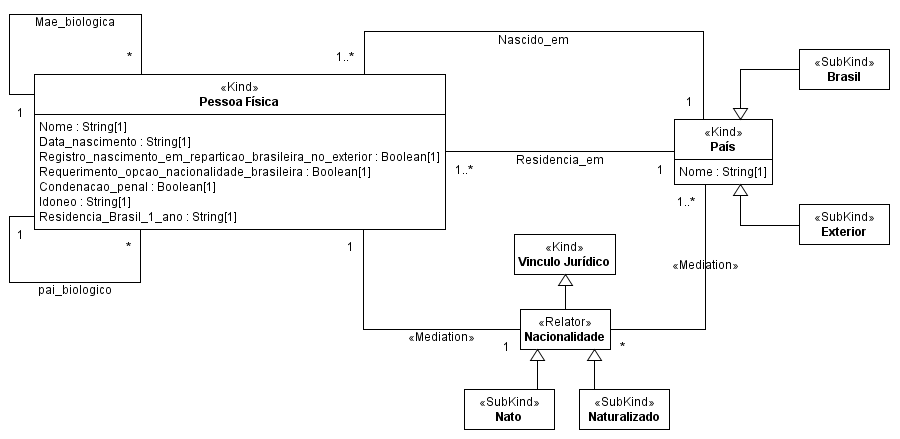 Mae_biologica
*
1
1..*
Nascido_em
1
«Kind»
Pessoa Física
Nome : String[1]
Data_nascimento : String[1]
Registro_nascimento_em_reparticao_brasileira_no_exterior : Boolean[1]
Requerimento_opcao_nacionalidade_brasileira : Boolean[1]
Condenacao_penal : Boolean[1]
Idoneo : String[1]
Residencia_Brasil_1_ano : String[1]
1..*
Residencia_em
1
«Kind»
País
Nome : String[1]
«SubKind»
Brasil
«SubKind»
Exterior
1
*
pai_biologico
1
«Mediation»
1
1..*
«Mediation»
*
«Kind»
Vinculo Jurídico
«Relator»
Nacionalidade
«SubKind»
Nato
«SubKind»
Naturalizado